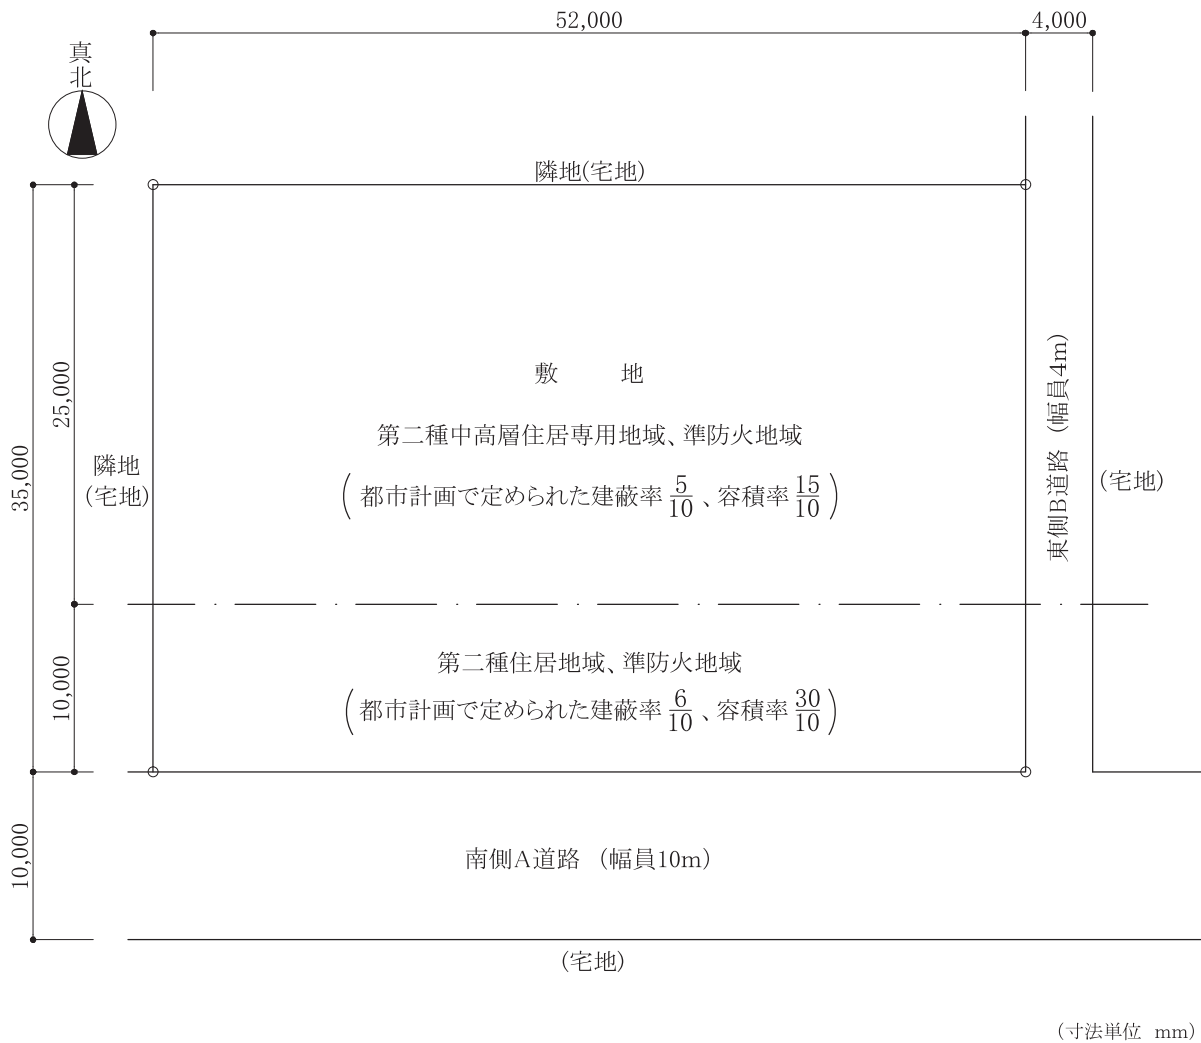 52,000
4,000
真北
隣地(宅地)
35,000
25,000
10,000
10,000
隣地
(宅地)
敷 地
第二種中高層住居専用地域、準防火地域
(都市計画で定められた建蔽率5/10、容積率15/10)
東側B道路 (幅員4m)
(宅地)
第二種住居地域、準防火地域
(都市計画で定められた建蔽率6/10、容積率30/10)
南側A道路 (幅員10m)
(宅地)
(寸法単位 mm)